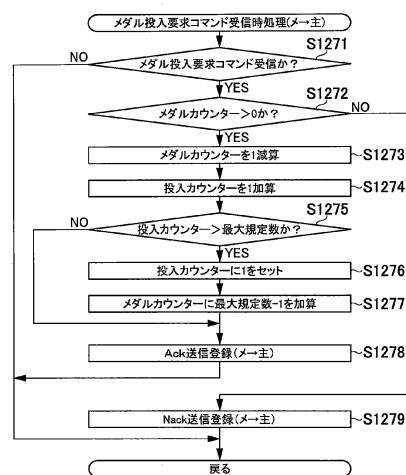 メダル投入要求コマンド受信時処理(メ→主)
S1271
NO
メダル投入要求コマンド受信か?
YES
S1272
NO
メダルカウンター>0か?
YES
メダルカウンターを1減算
S1273
投入カウンターを1加算
S1274
S1275
NO
投入カウンター>最大規定数か?
YES
投入カウンターに1をセット
S1276
メダルカウンターに最大規定数-1を加算
S1277
Ack送信登録(メ→主)
S1278
Nack送信登録(メ→主)
S1279
戻る